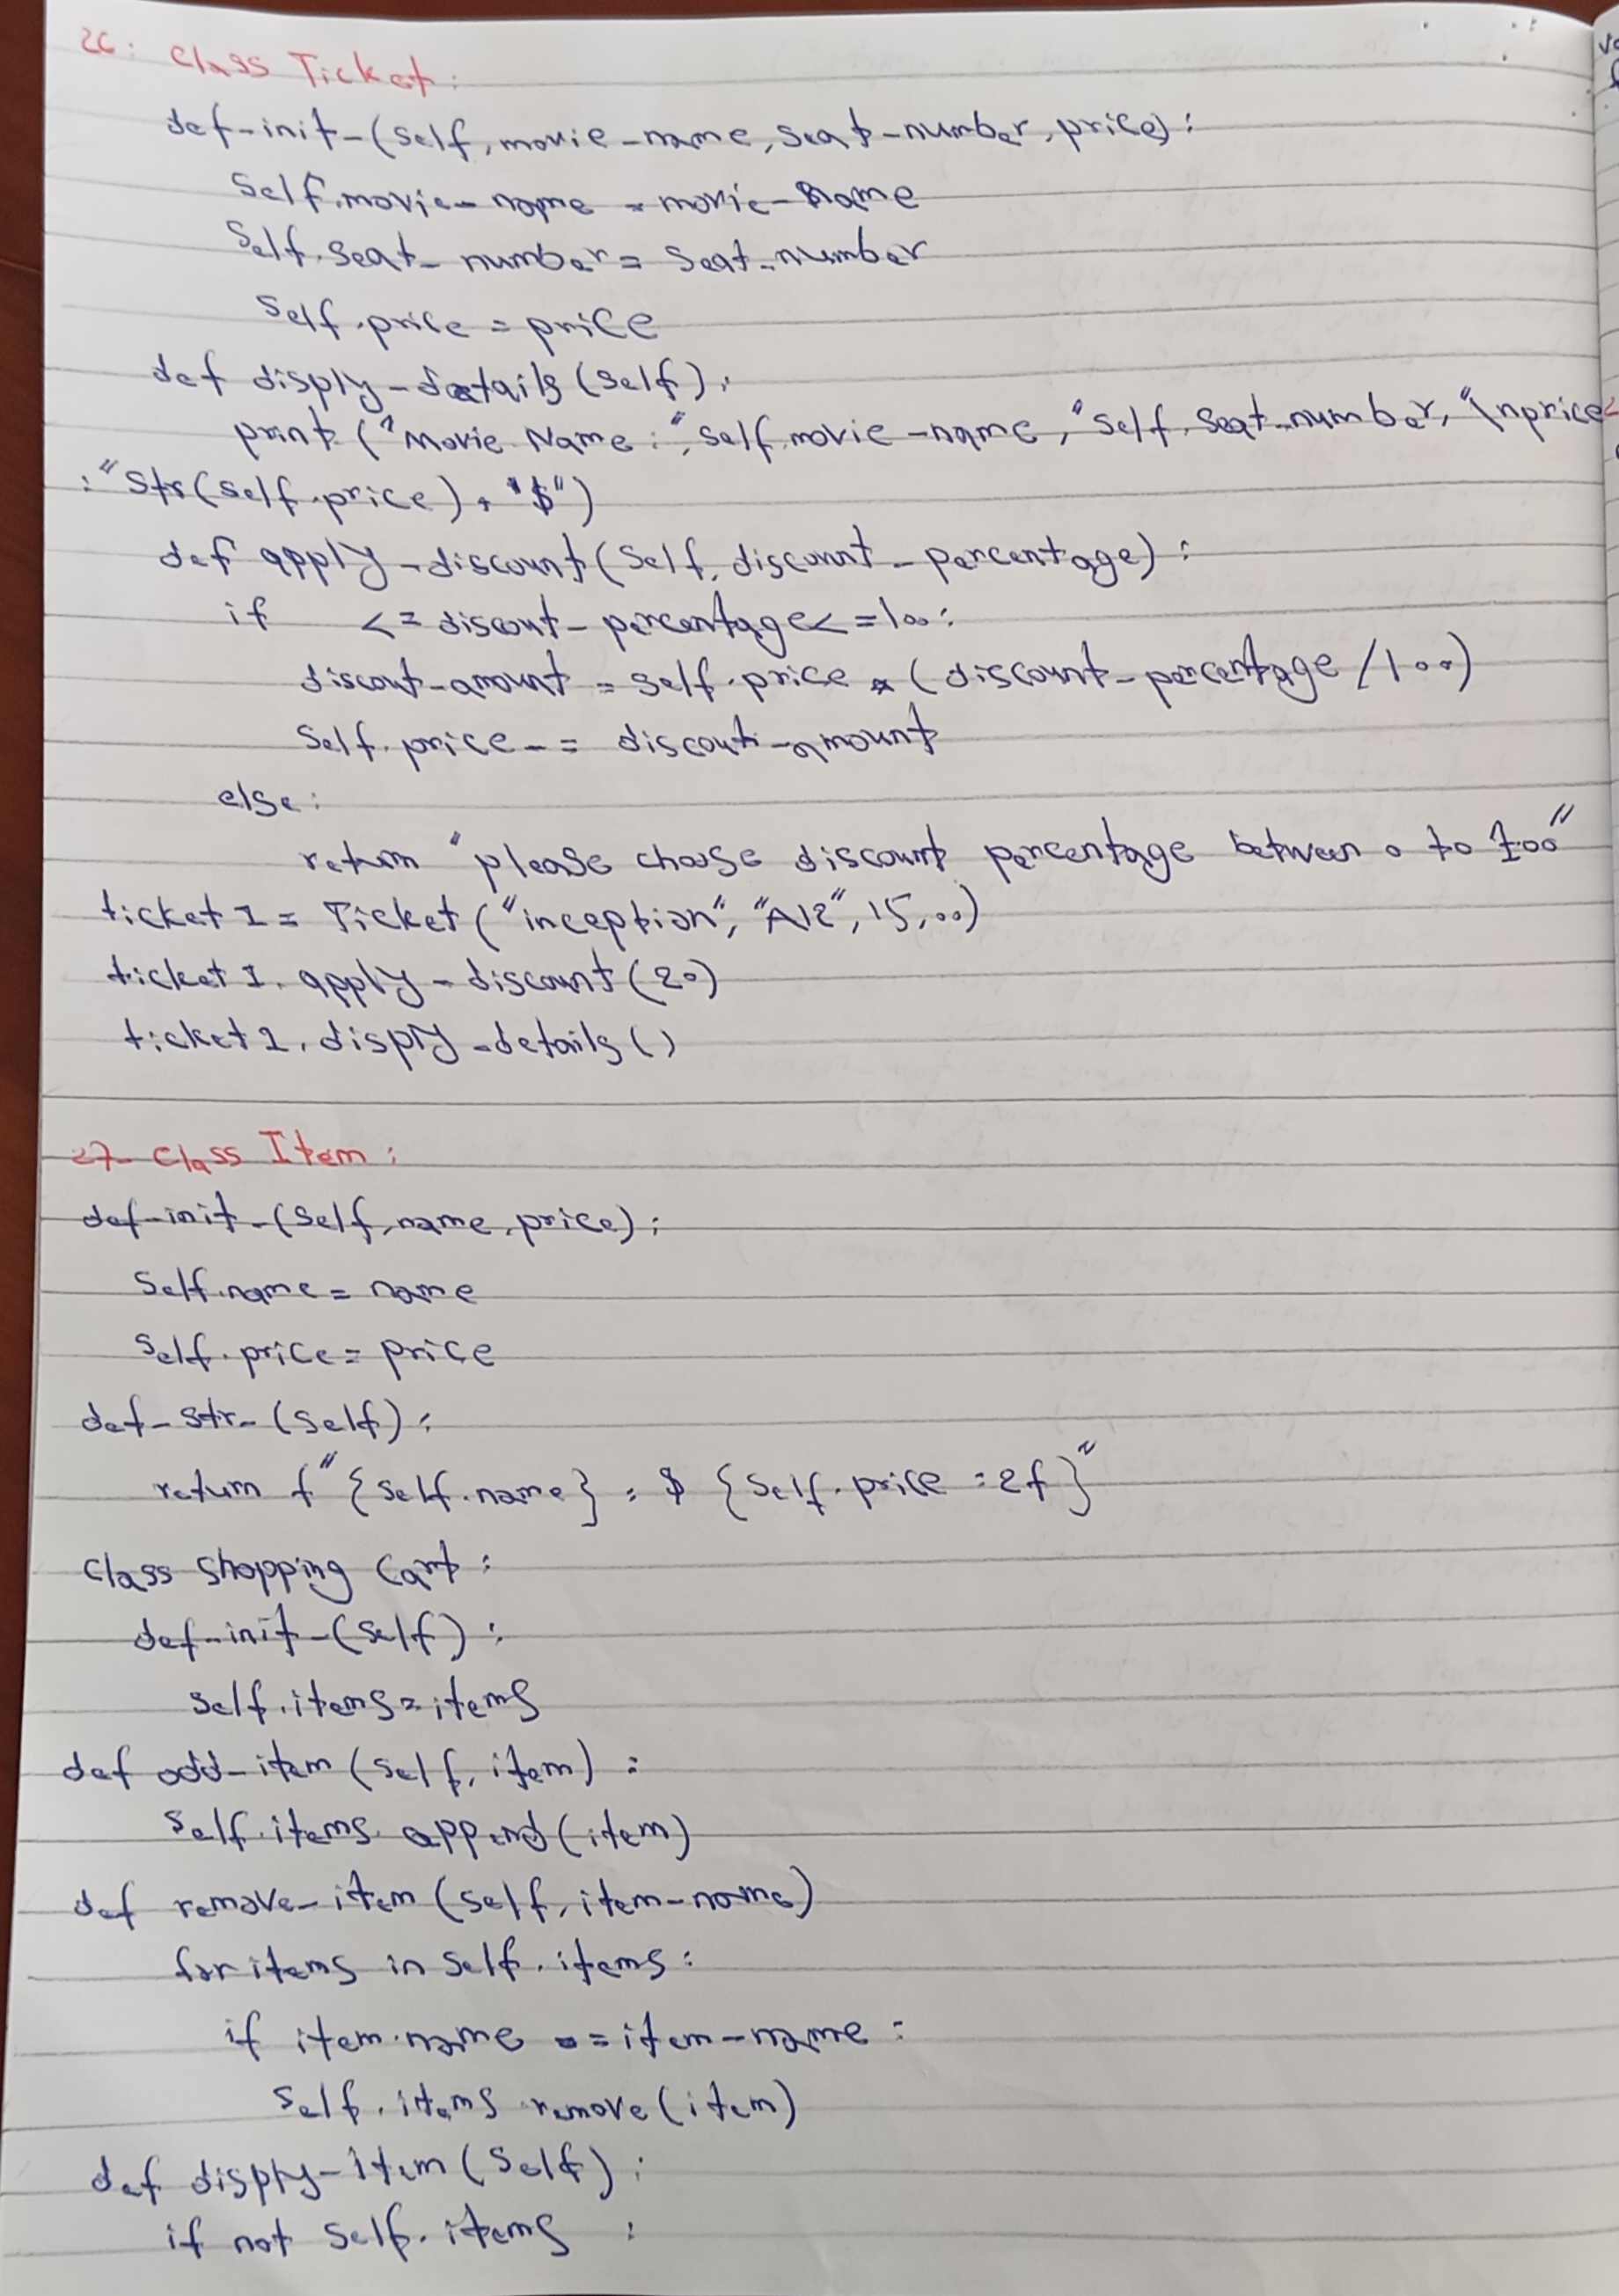 26: Class Ticket:
def-init-(self, movie-name, seat-number, price):
Self.movie-name = movie-name
Self.seat-number = seat-number
Self.price = price
def disply-details(self):
print ("Movie Name:", self.movie-name, "self.seat-number, "\nprice
:"str(self.price), "$")
def apply-discount(self, discount-percentage):
if <= discout-percentage<=100:
discout-amount = self.price * (discount-percentage/100)
Self.price -= discout-amount
else:
return "please choose discount percentage between 0 to 100"
ticket 1 = Ticket("inception", "A12", 15,00)
ticket 1. apply-discount(20)
ticket 1. disply-details()
27- Class Item:
def-init-(self, name, price):
Self.name = name
Self.price = price
def-str-(self):
return f"{self.name} : $ {Self.price :2f}"
Class Shopping Cart:
def-init-(self):
self.items = items
def add-item(self, item):
self.items.append(item)
def remove-item(self, item-name)
for items in self.items:
if item.name == item-name:
self.items remove(item)
def disply-item(self):
if not self.items :